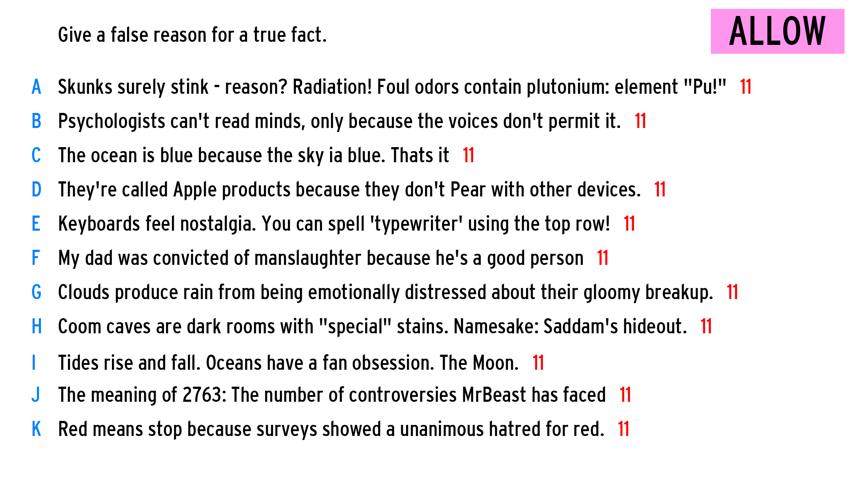 Give a false reason for a true fact.
ALLOW
A Skunks surely stink - reason? Radiation! Foul odors contain plutonium: element "Pu!" 11
B Psychologists can't read minds, only because the voices don't permit it. 11
C The ocean is blue because the sky ia blue. Thats it 11
D They're called Apple products because they don't Pear with other devices. 11
E Keyboards feel nostalgia. You can spell 'typewriter' using the top row! 11
F My dad was convicted of manslaughter because he's a good person 11
G Clouds produce rain from being emotionally distressed about their gloomy breakup. 11
H Coom caves are dark rooms with "special" stains. Namesake: Saddam's hideout. 11
I Tides rise and fall. Oceans have a fan obsession. The Moon. 11
J The meaning of 2763: The number of controversies MrBeast has faced 11
K Red means stop because surveys showed a unanimous hatred for red. 11